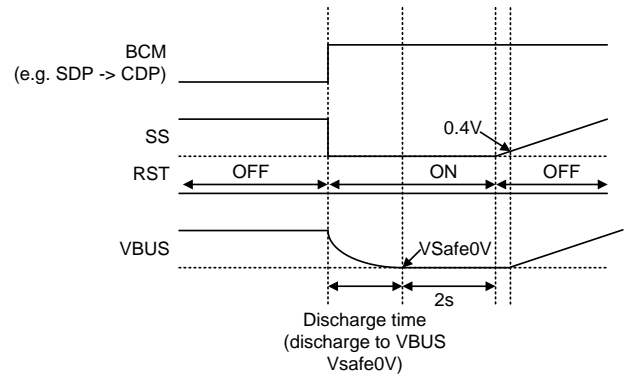 BCM
(e.g. SDP -> CDP)
SS
0.4V
RST
OFF
ON
OFF
VBUS
VSafe0V
2s
Discharge time
(discharge to VBUS
Vsafe0V)